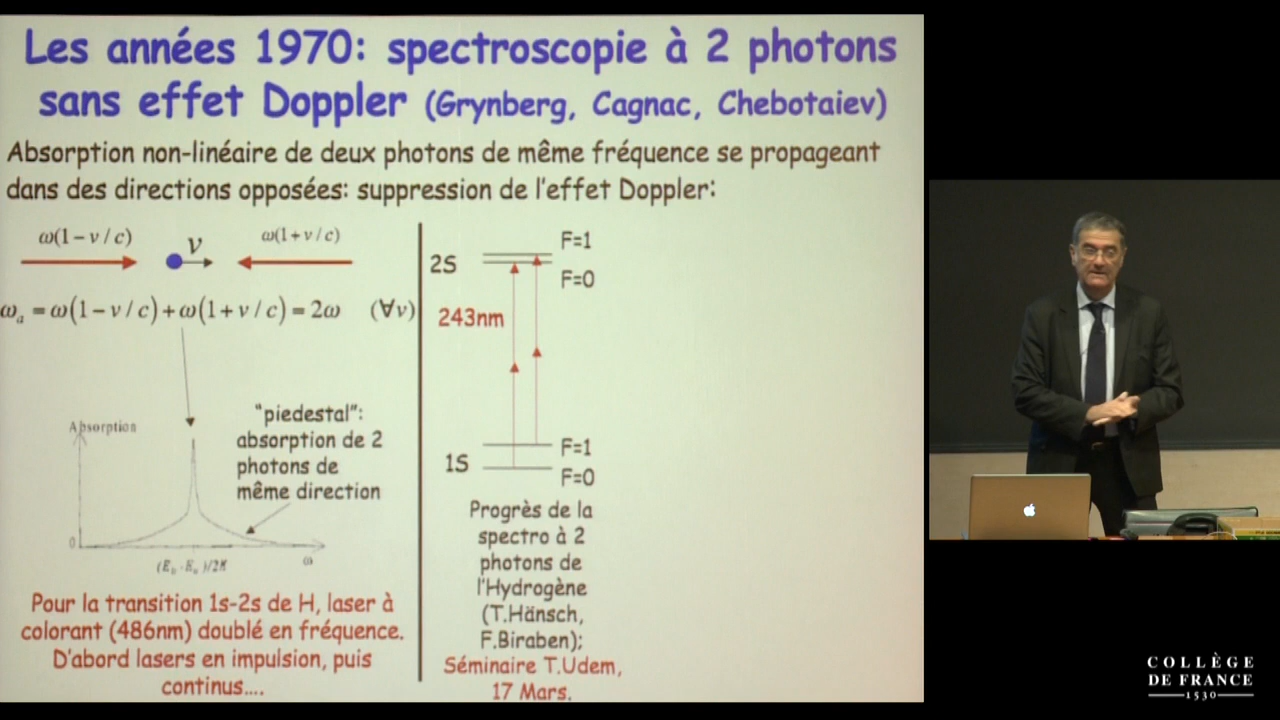 Les années 1970: spectroscopie à 2 photons
sans effet Doppler (Grynberg, Cagnac, Chebotaiev)
Absorption non-linéaire de deux photons de même fréquence se propageant
dans des directions opposées: suppression de l'effet Doppler:
ω(1-v/c)
v
ω(1+v/c)
ωₐ = ω(1-v/c)+ω(1+v/c)=2ω (∀v)
Absorption
"piedestal":
absorption de 2
photons de
même direction
0
ω
Pour la transition 1s-2s de H, laser à
colorant (486nm) doublé en fréquence.
D'abord lasers en impulsion, puis
continus....
2S
F=1
F=0
243nm
1S
F=1
F=0
Progrès de la
spectro à 2
photons de
l'Hydrogène
(T.Hänsch,
F.Biraben);
Séminaire T.Udem,
17 Mars.
COLLÈGE
DE FRANCE
1530